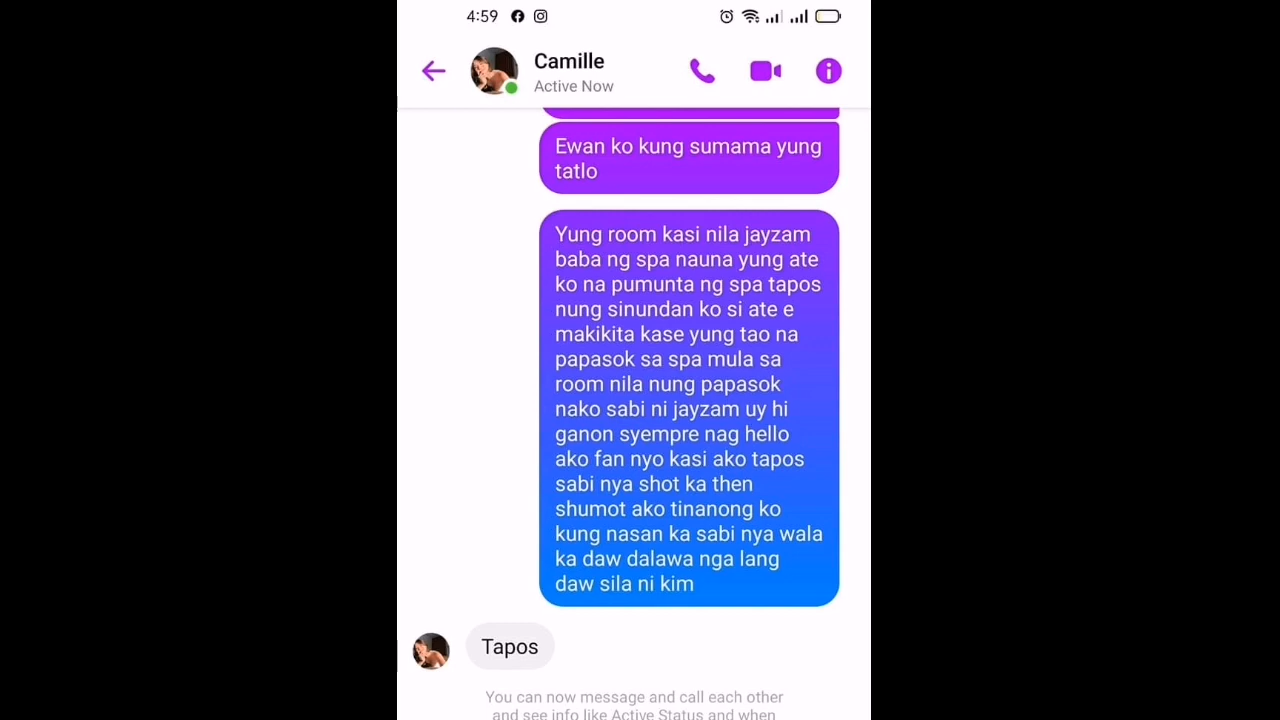 4:59
Camille
Active Now
Ewan ko kung sumama yung
tatlo
Yung room kasi nila jayzam
baba ng spa nauna yung ate
ko na pumunta ng spa tapos
nung sinundan ko si ate e
makikita kase yung tao na
papasok sa spa mula sa
room nila nung papasok
nako sabi ni jayzam uy hi
ganon syempre nag hello
ako fan nyo kasi ako tapos
sabi nya shot ka then
shumot ako tinanong ko
kung nasan ka sabi nya wala
ka daw dalawa nga lang
daw sila ni kim
Tapos
You can now message and call each other
and see info like Active Status and when